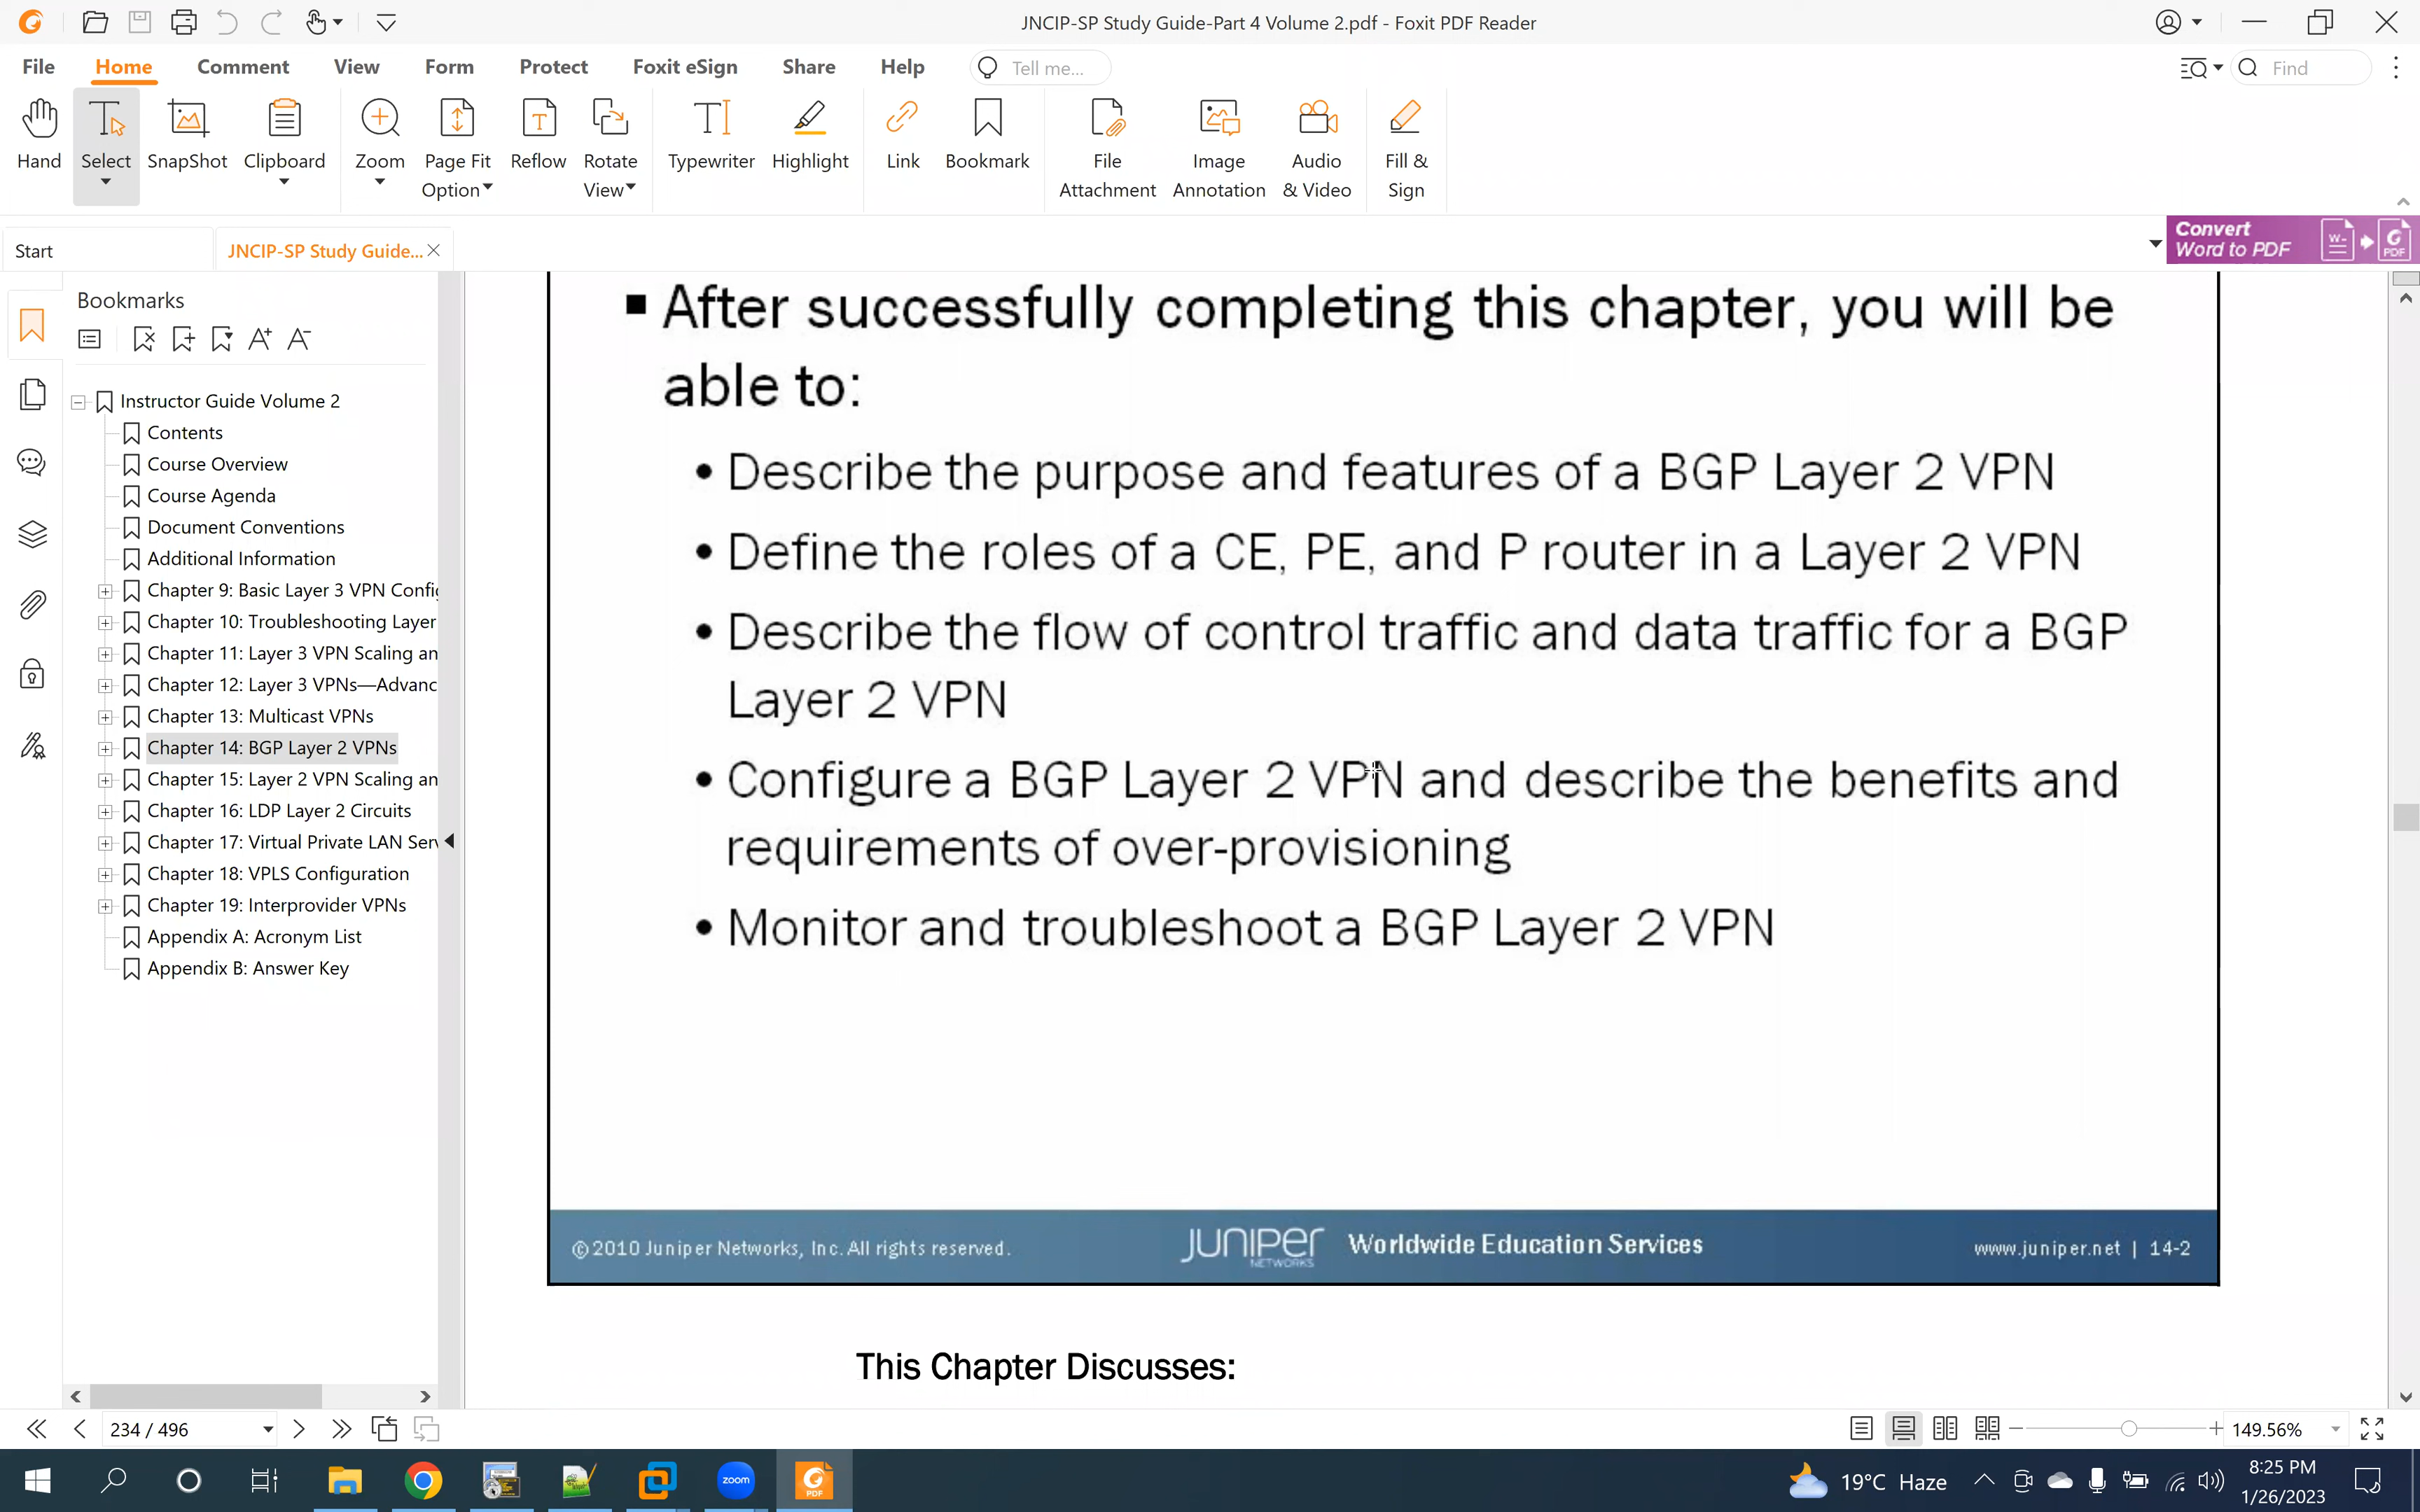 JNCIP-SP Study Guide-Part 4 Volume 2.pdf - Foxit PDF Reader
File Home Comment View Form Protect Foxit eSign Share Help Tell me... Find
Hand Select SnapShot Clipboard Zoom Page Fit Option Reflow Rotate View Typewriter Highlight Link Bookmark File Attachment Image Annotation Audio & Video Fill & Sign
Start JNCIP-SP Study Guide...
Convert
Word to PDF
Bookmarks
Instructor Guide Volume 2
Contents
Course Overview
Course Agenda
Document Conventions
Additional Information
Chapter 9: Basic Layer 3 VPN Config
Chapter 10: Troubleshooting Layer
Chapter 11: Layer 3 VPN Scaling an
Chapter 12: Layer 3 VPNs—Advanc
Chapter 13: Multicast VPNs
Chapter 14: BGP Layer 2 VPNs
Chapter 15: Layer 2 VPN Scaling an
Chapter 16: LDP Layer 2 Circuits
Chapter 17: Virtual Private LAN Serv
Chapter 18: VPLS Configuration
Chapter 19: Interprovider VPNs
Appendix A: Acronym List
Appendix B: Answer Key
■ After successfully completing this chapter, you will be
able to:
• Describe the purpose and features of a BGP Layer 2 VPN
• Define the roles of a CE, PE, and P router in a Layer 2 VPN
• Describe the flow of control traffic and data traffic for a BGP
Layer 2 VPN
• Configure a BGP Layer 2 VPN and describe the benefits and
requirements of over-provisioning
• Monitor and troubleshoot a BGP Layer 2 VPN
© 2010 Juniper Networks, Inc. All rights reserved. JUNIPER NETWORKS Worldwide Education Services www.juniper.net | 14-2
This Chapter Discusses:
234 / 496 149.56%
zoom PDF 19°C Haze 8:25 PM
1/26/2023